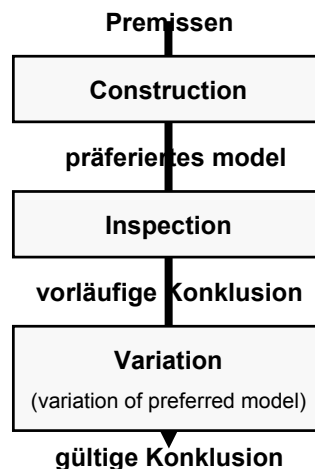 Premissen
Construction
präferiertes model
Inspection
vorläufige Konklusion
Variation
(variation of preferred model)
gültige Konklusion